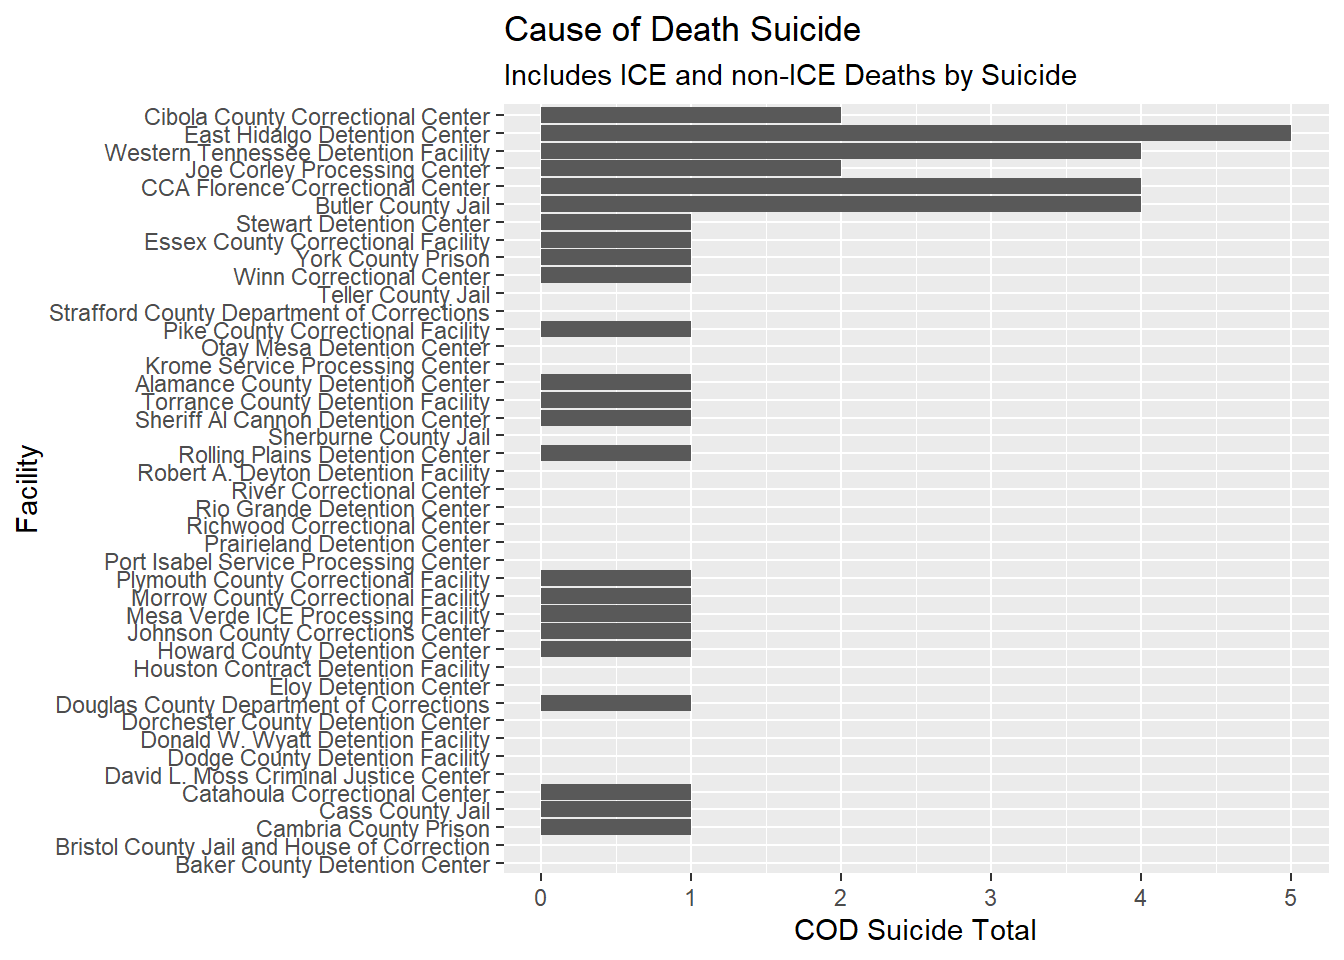 Cause of Death Suicide
Includes ICE and non-ICE Deaths by Suicide
Cibola County Correctional Center
East Hidalgo Detention Center
Western Tennessee Detention Facility
Joe Corley Processing Center
CCA Florence Correctional Center
Butler County Jail
Stewart Detention Center
Essex County Correctional Facility
York County Prison
Winn Correctional Center
Teller County Jail
Strafford County Department of Corrections
Pike County Correctional Facility
Otay Mesa Detention Center
Krome Service Processing Center
Alamance County Detention Center
Torrance County Detention Facility
Sheriff Al Cannon Detention Center
Sherburne County Jail
Rolling Plains Detention Center
Robert A. Deyton Detention Facility
River Correctional Center
Rio Grande Detention Center
Richwood Correctional Center
Prairieland Detention Center
Port Isabel Service Processing Center
Plymouth County Correctional Facility
Morrow County Correctional Facility
Mesa Verde ICE Processing Facility
Johnson County Corrections Center
Howard County Detention Center
Houston Contract Detention Facility
Eloy Detention Center
Douglas County Department of Corrections
Dorchester County Detention Center
Donald W. Wyatt Detention Facility
Dodge County Detention Facility
David L. Moss Criminal Justice Center
Catahoula Correctional Center
Cass County Jail
Cambria County Prison
Bristol County Jail and House of Correction
Baker County Detention Center
Facility
0 1 2 3 4 5
COD Suicide Total